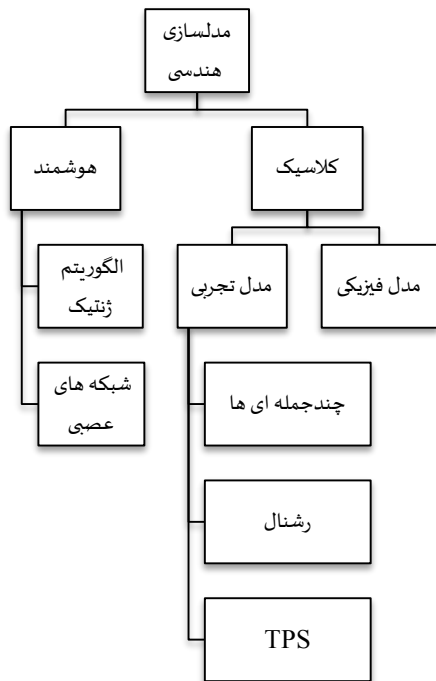 مدلسازی
هندسی
کلاسیک
هوشمند
مدل فیزیکی
مدل تجربی
الگوریتم
ژنتیک
شبکه های
عصبی
چندجمله ای ها
رشنال
TPS